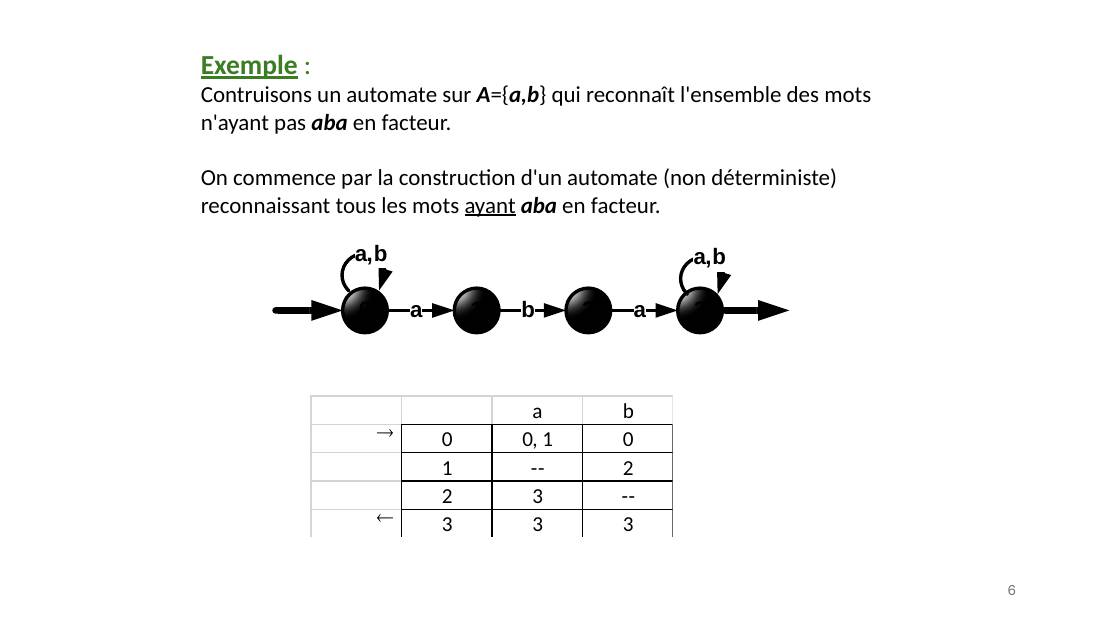 Exemple :
Contruisons un automate sur A={a,b} qui reconnaît l'ensemble des mots
n'ayant pas aba en facteur.
On commence par la construction d'un automate (non déterministe)
reconnaissant tous les mots ayant aba en facteur.
a,b a,b
a b a
a b
→ 0 0, 1 0
1 -- 2
2 3 --
← 3 3 3
6